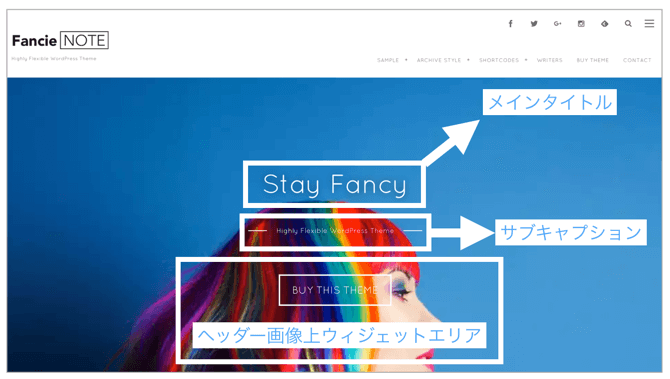 Fancie NOTE
Highly Flexible WordPress Theme
SAMPLE ARCHIVE STYLE SHORTCODES WRITERS BUY THEME CONTACT
メインタイトル
Stay Fancy
Highly Flexible WordPress Theme
サブキャプション
BUY THIS THEME
ヘッダー画像上ウィジェットエリア